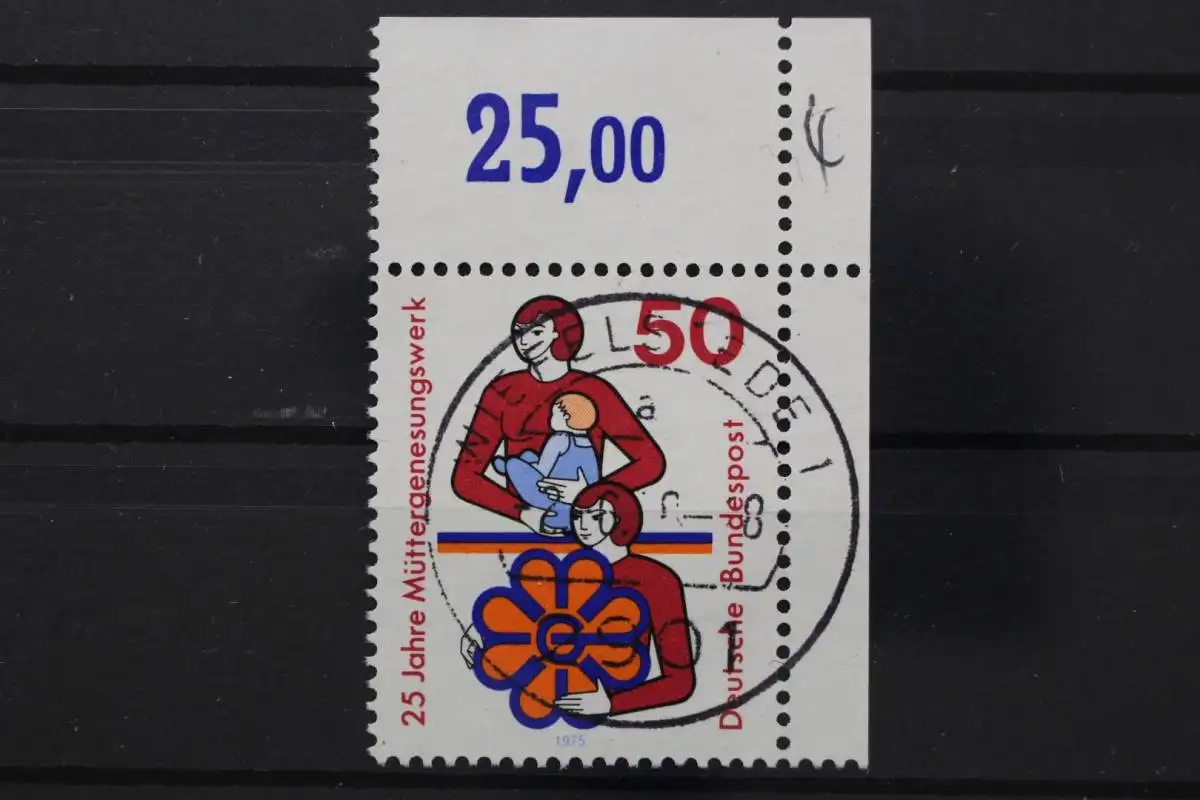 25,00
50
25 Jahre Müttergenesungswerk
Deutsche Bundespost
1975